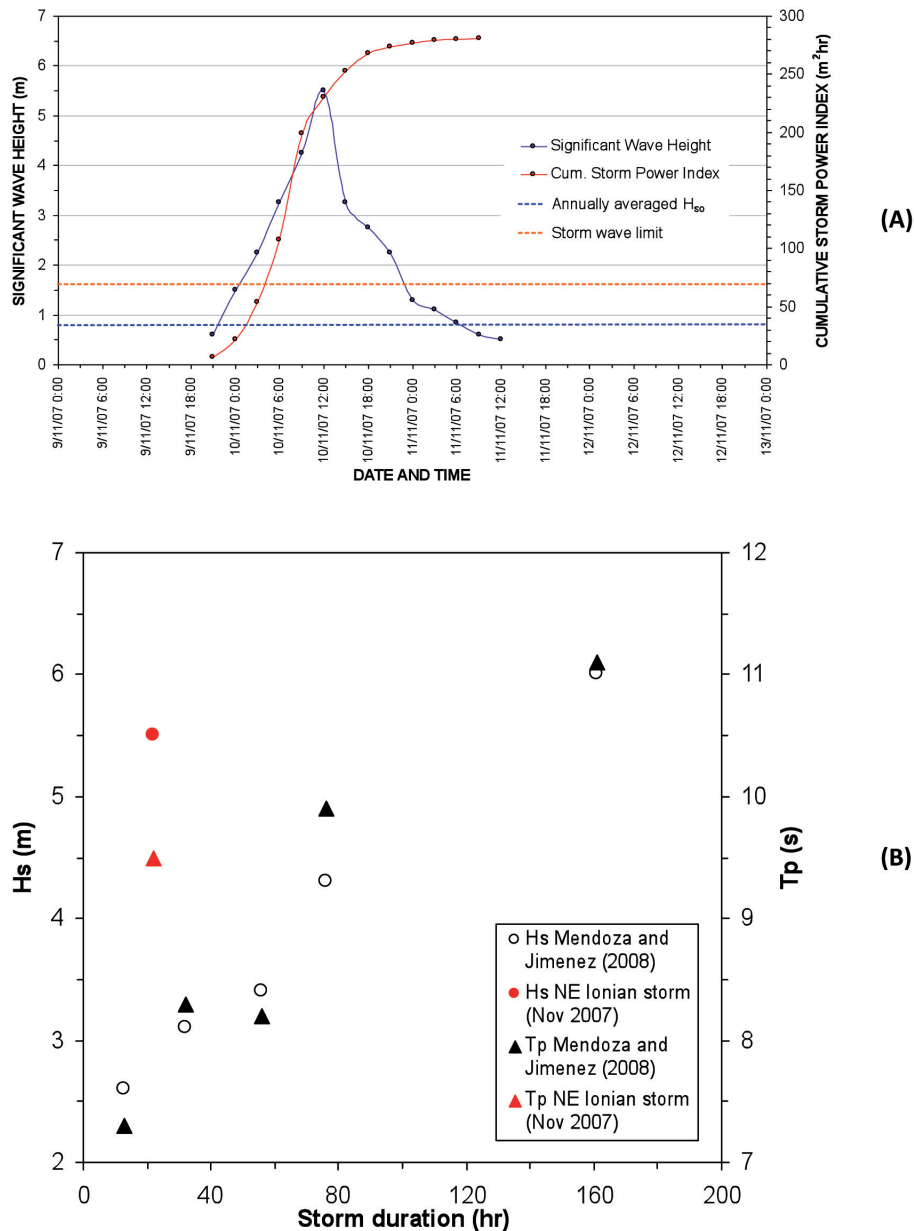 7
6
5
4
3
2
1
0
SIGNIFICANT WAVE HEIGHT (m)
300
250
200
150
100
50
0
CUMULATIVE STORM POWER INDEX (m²hr)
Significant Wave Height
Cum. Storm Power Index
Annually averaged Hso
Storm wave limit
(A)
9/11/07 0:00
9/11/07 6:00
9/11/07 12:00
9/11/07 18:00
10/11/07 0:00
10/11/07 6:00
10/11/07 12:00
10/11/07 18:00
11/11/07 0:00
11/11/07 6:00
11/11/07 12:00
11/11/07 18:00
12/11/07 0:00
12/11/07 6:00
12/11/07 12:00
12/11/07 18:00
13/11/07 0:00
DATE AND TIME
7
6
5
4
3
2
Hs (m)
12
11
10
9
8
7
Tp (s)
(B)
Hs Mendoza and
Jimenez (2008)
Hs NE Ionian storm
(Nov 2007)
Tp Mendoza and
Jimenez (2008)
Tp NE Ionian storm
(Nov 2007)
0 40 80 120 160 200
Storm duration (hr)